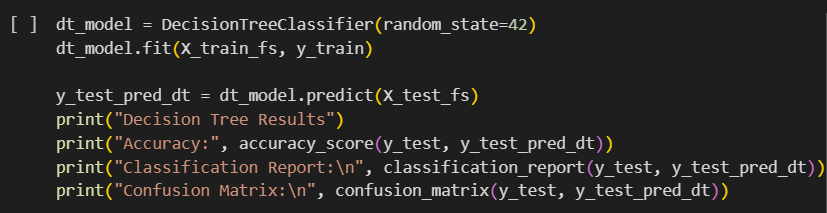 [ ] dt_model = DecisionTreeClassifier(random_state=42)
dt_model.fit(X_train_fs, y_train)
y_test_pred_dt = dt_model.predict(X_test_fs)
print("Decision Tree Results")
print("Accuracy:", accuracy_score(y_test, y_test_pred_dt))
print("Classification Report:\n", classification_report(y_test, y_test_pred_dt))
print("Confusion Matrix:\n", confusion_matrix(y_test, y_test_pred_dt))